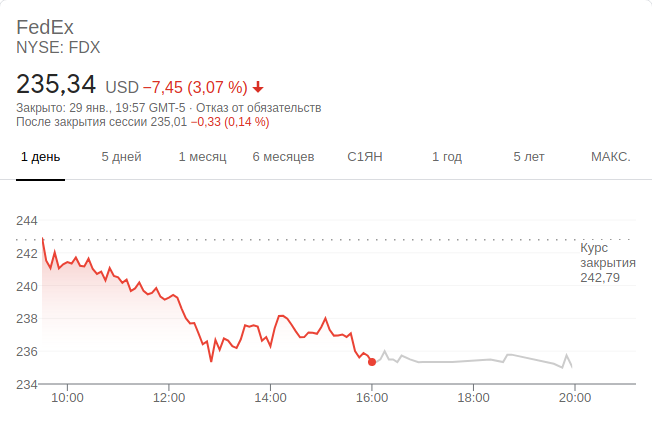 FedEx
NYSE: FDX
235,34 USD −7,45 (3,07 %)
Закрыто: 29 янв., 19:57 GMT-5 · Отказ от обязательств
После закрытия сессии 235,01 −0,33 (0,14 %)
1 день 5 дней 1 месяц 6 месяцев С1ЯН 1 год 5 лет МАКС.
244
242
240
238
236
234
Курс
закрытия
242,79
10:00 12:00 14:00 16:00 18:00 20:00